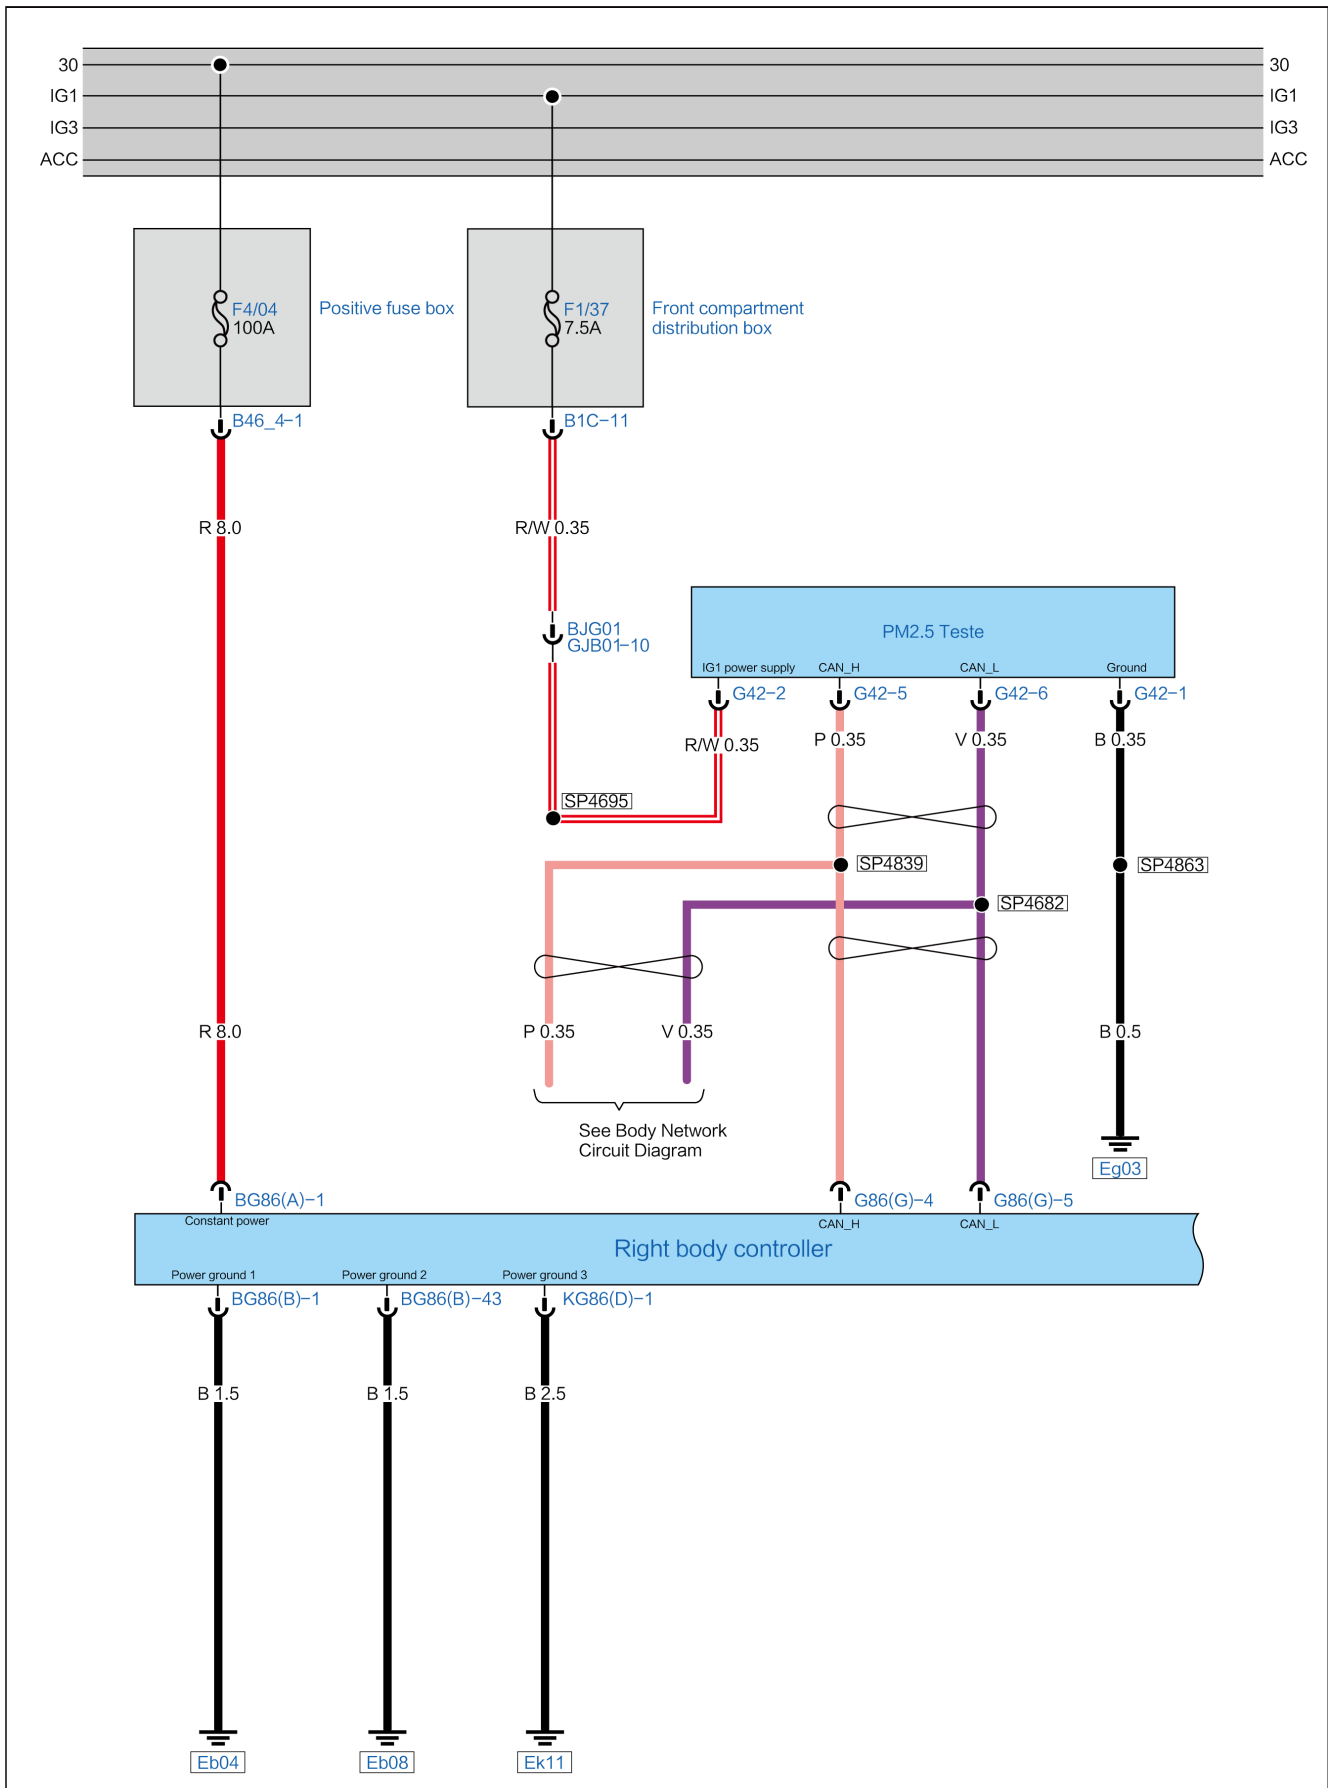 30
30
IG1
IG1
IG3
IG3
ACC
ACC
F4/04
100A
Positive fuse box
F1/37
7.5A
Front compartment
distribution box
B46_4-1
B1C-11
R 8.0
R/W 0.35
BJG01
GJB01-10
PM2.5 Teste
IG1 power supply
CAN_H
CAN_L
Ground
G42-2
G42-5
G42-6
G42-1
R/W 0.35
P 0.35
V 0.35
B 0.35
SP4695
SP4839
SP4863
SP4682
R 8.0
P 0.35
V 0.35
B 0.5
See Body Network
Circuit Diagram
Eg03
BG86(A)-1
G86(G)-4
G86(G)-5
Constant power
CAN_H
CAN_L
Right body controller
Power ground 1
Power ground 2
Power ground 3
BG86(B)-1
BG86(B)-43
KG86(D)-1
B 1.5
B 1.5
B 2.5
Eb04
Eb08
Ek11